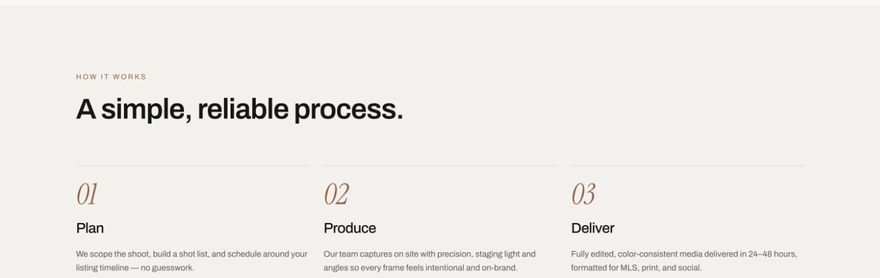 HOW IT WORKS
A simple, reliable process.
01
Plan
We scope the shoot, build a shot list, and schedule around your
listing timeline — no guesswork.
02
Produce
Our team captures on site with precision, staging light and
angles so every frame feels intentional and on-brand.
03
Deliver
Fully edited, color-consistent media delivered in 24–48 hours,
formatted for MLS, print, and social.